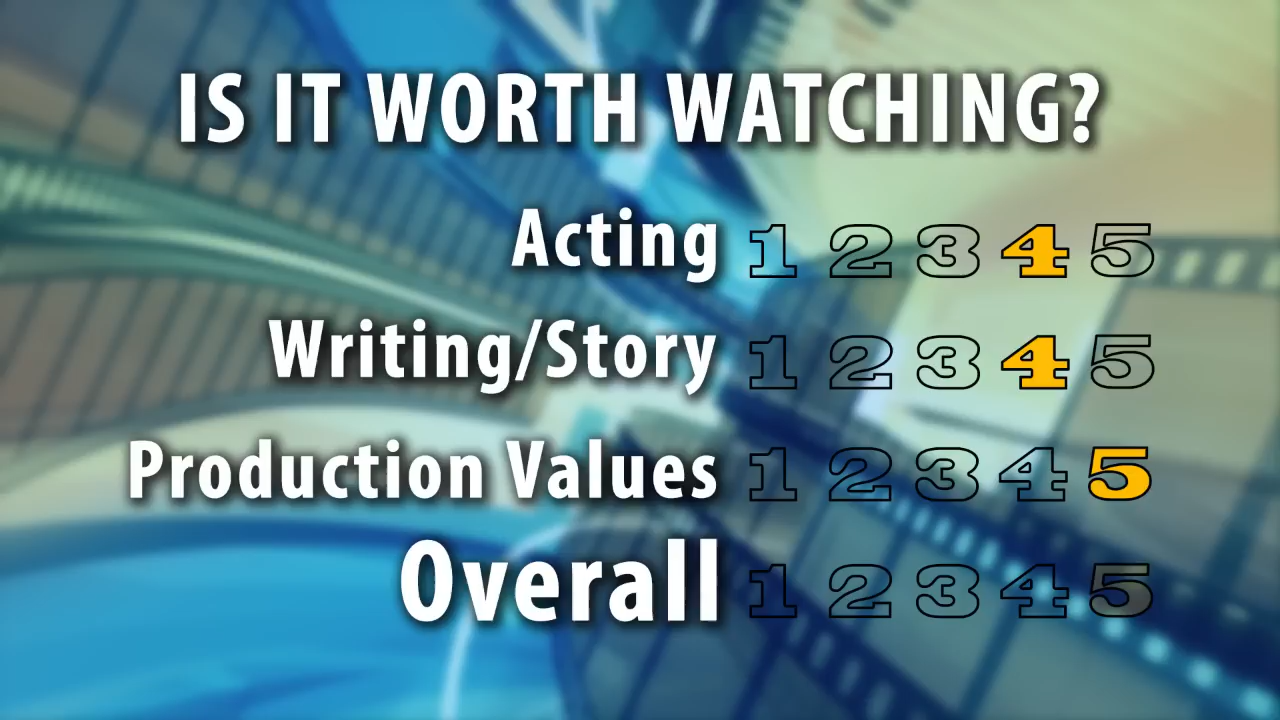 IS IT WORTH WATCHING?
Acting 1 2 3 4 5
Writing/Story 1 2 3 4 5
Production Values 1 2 3 4 5
Overall 1 2 3 4 5